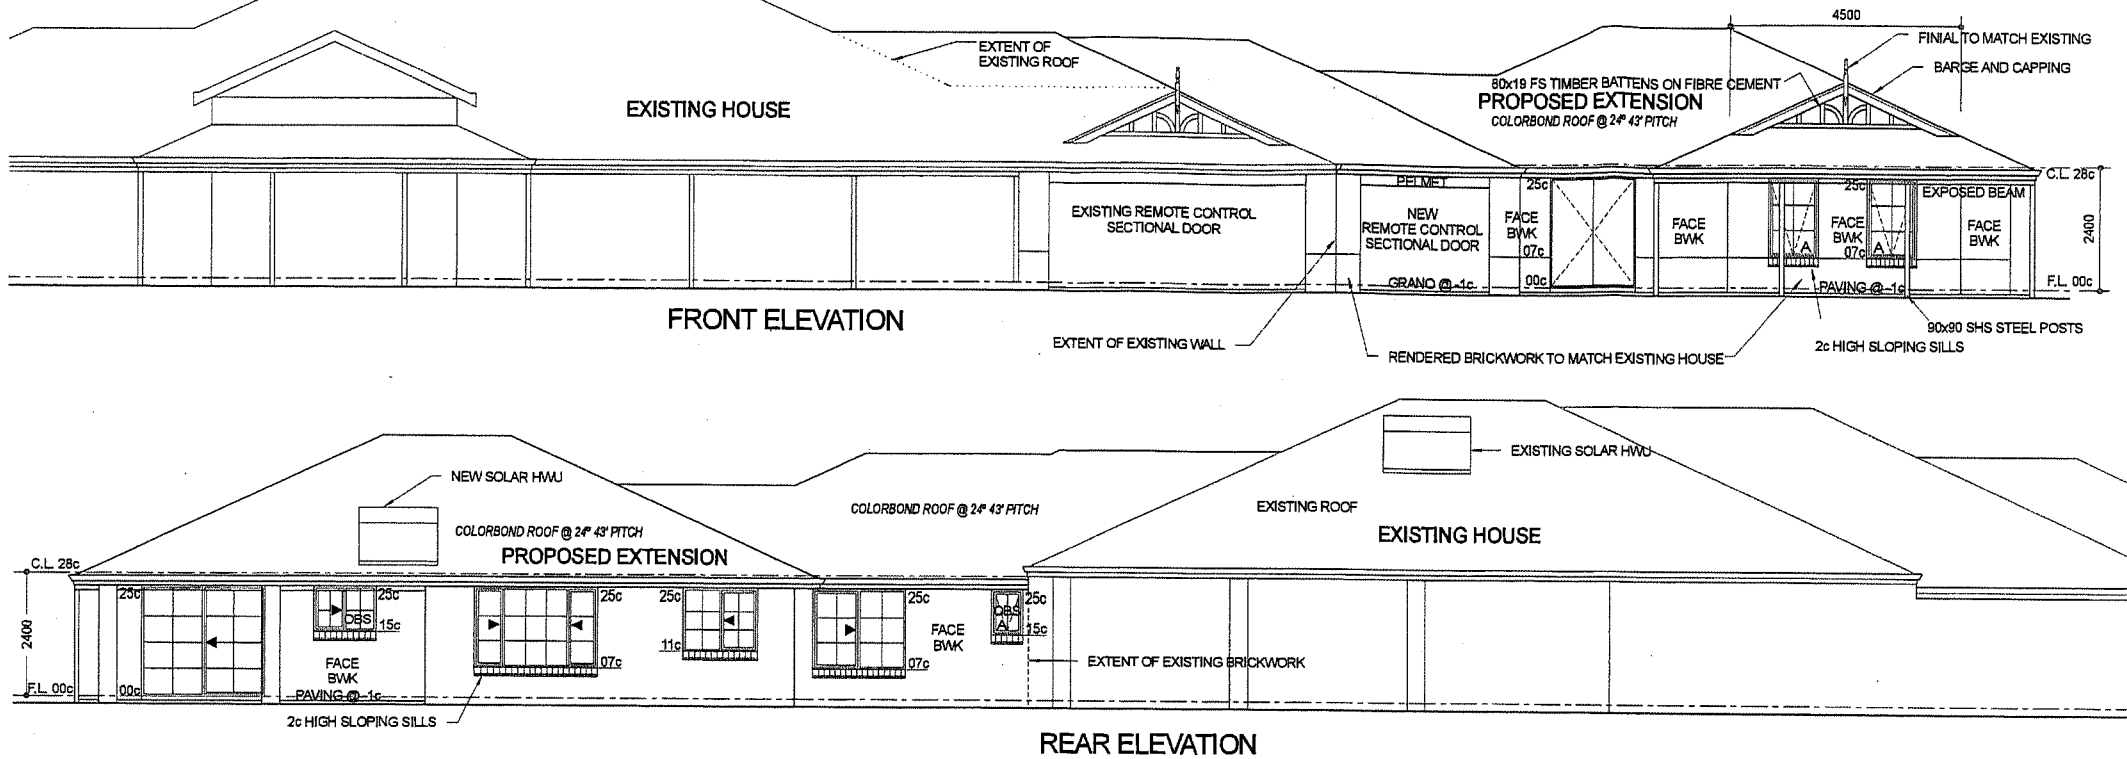 4500
EXTENT OF
EXISTING ROOF
FINIAL TO MATCH EXISTING
BARGE AND CAPPING
80x19 FS TIMBER BATTENS ON FIBRE CEMENT
EXISTING HOUSE
PROPOSED EXTENSION
COLORBOND ROOF @ 24° 43' PITCH
C.L. 28c
PELMET
25c
25c
EXPOSED BEAM
EXISTING REMOTE CONTROL
SECTIONAL DOOR
NEW
REMOTE CONTROL
SECTIONAL DOOR
FACE
BWK
FACE
BWK
FACE
BWK
FACE
BWK
2400
A
A
07c
07c
GRANO @ -1c
00c
PAVING @ -1c
F.L. 00c
FRONT ELEVATION
90x90 SHS STEEL POSTS
EXTENT OF EXISTING WALL
RENDERED BRICKWORK TO MATCH EXISTING HOUSE
2c HIGH SLOPING SILLS
NEW SOLAR HWU
EXISTING SOLAR HWU
COLORBOND ROOF @ 24° 43' PITCH
COLORBOND ROOF @ 24° 43' PITCH
EXISTING ROOF
PROPOSED EXTENSION
EXISTING HOUSE
C.L. 28c
25c
25c
25c
25c
25c
25c
OBS
OBS
A
15c
15c
2400
FACE
BWK
FACE
BWK
11c
07c
07c
EXTENT OF EXISTING BRICKWORK
F.L. 00c
00c
PAVING @ -1c
2c HIGH SLOPING SILLS
REAR ELEVATION